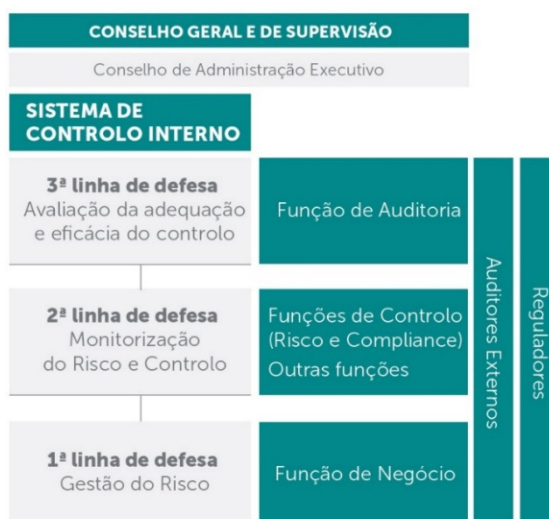 CONSELHO GERAL E DE SUPERVISÃO
Conselho de Administração Executivo
SISTEMA DE
CONTROLO INTERNO
3ª linha de defesa
Avaliação da adequação
e eficácia do controlo
Função de Auditoria
2ª linha de defesa
Monitorização
do Risco e Controlo
Funções de Controlo
(Risco e Compliance)
Outras funções
1ª linha de defesa
Gestão do Risco
Função de Negócio
Auditores Externos
Reguladores